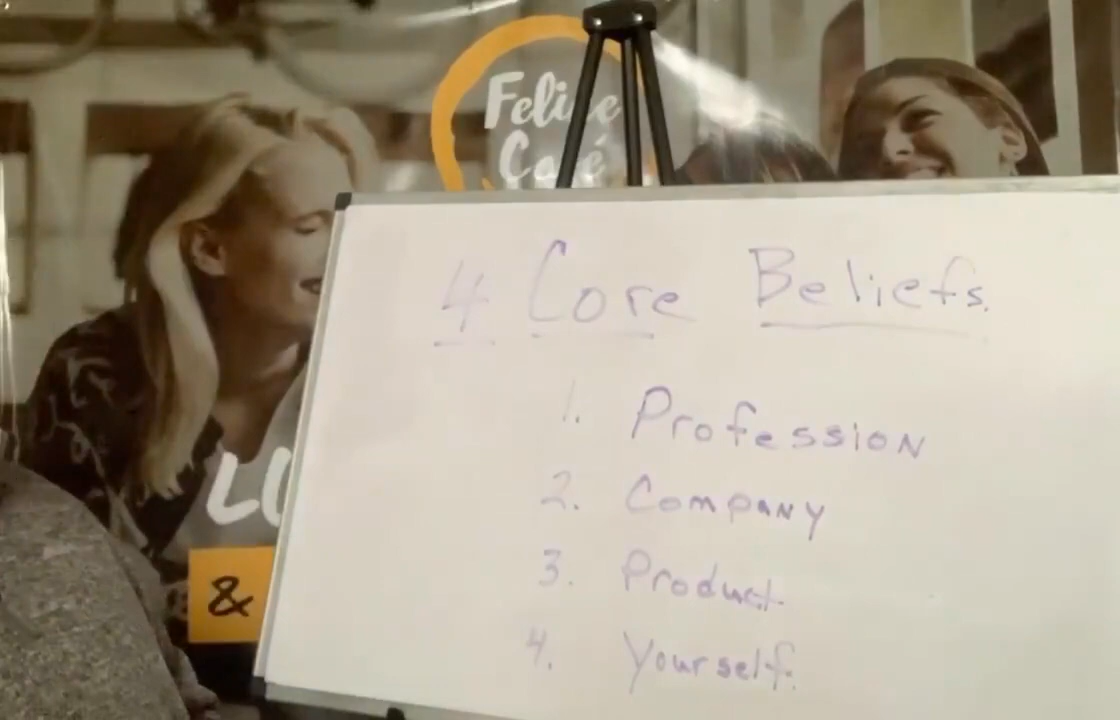 Felice
Café
4 Core Beliefs.
1. Profession
2. Company
3. Product
4. Yourself.
&